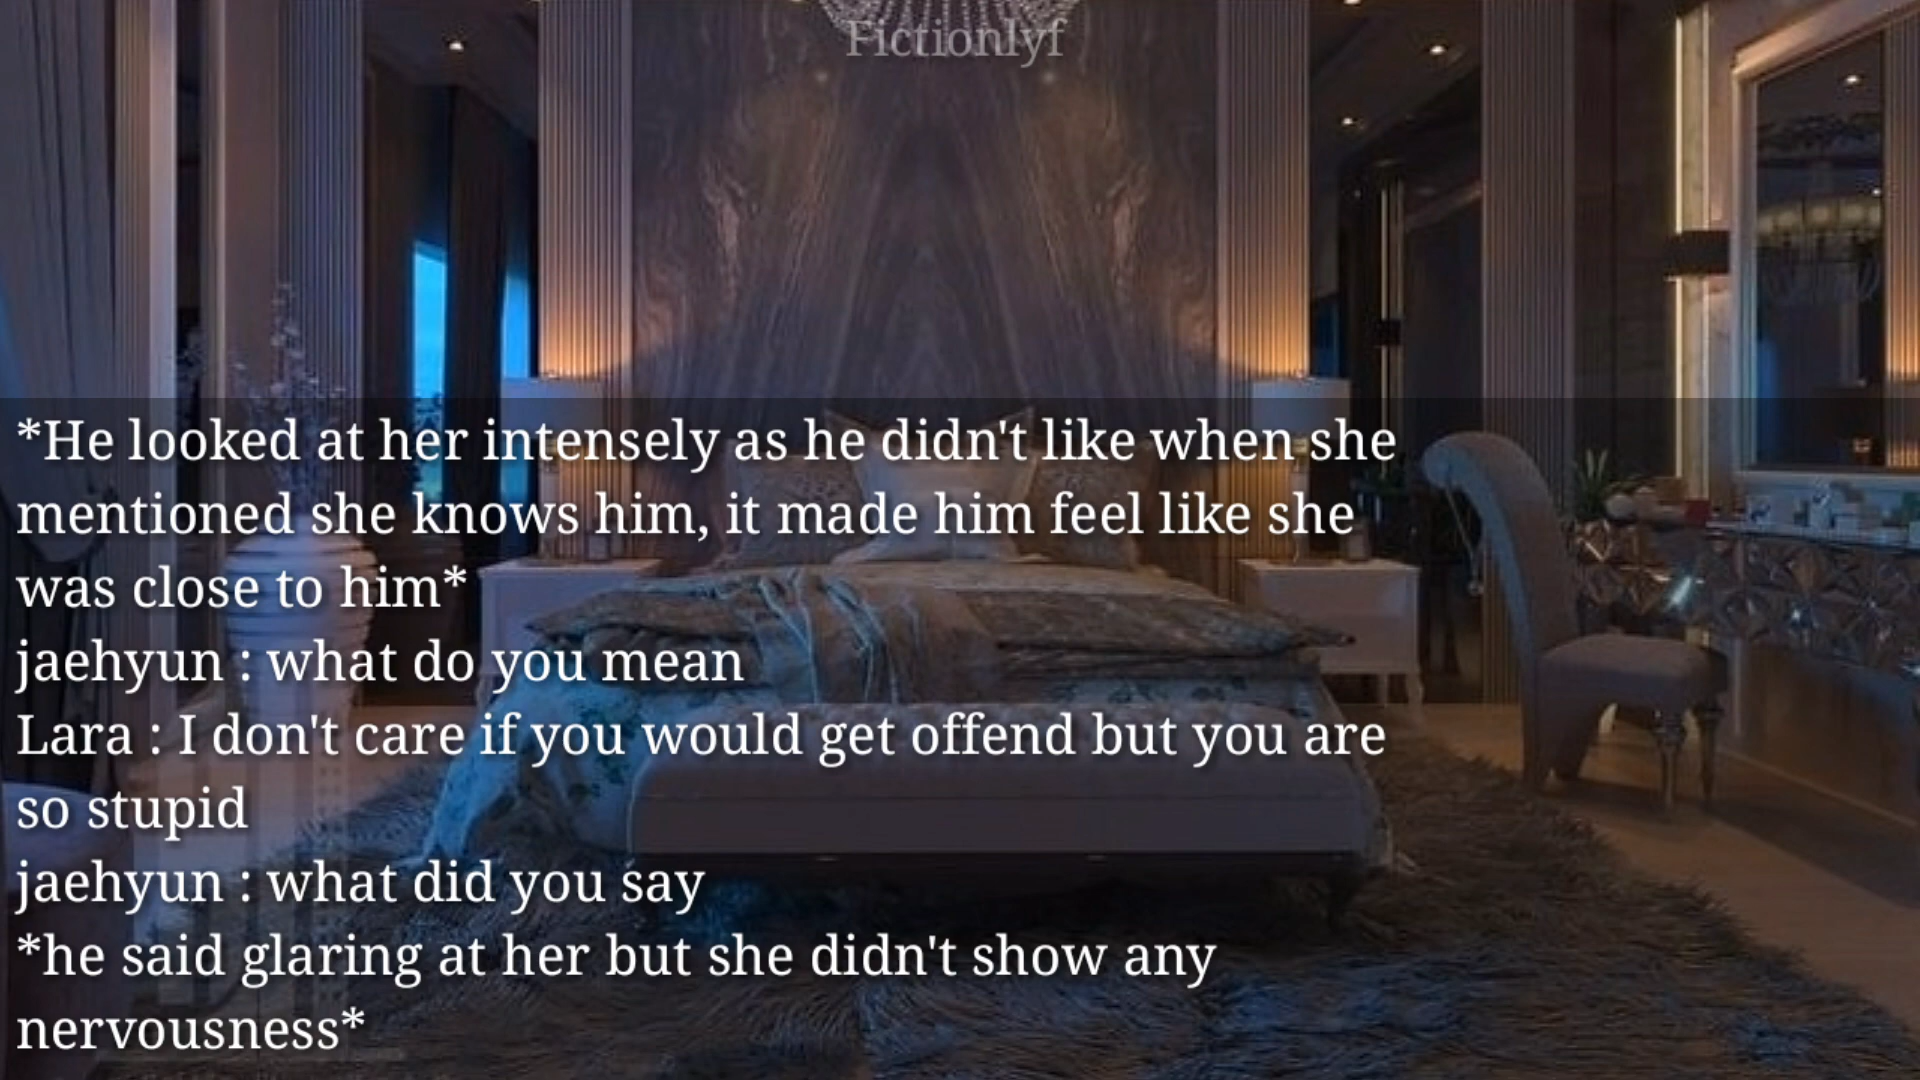 Fictionlyf
*He looked at her intensely as he didn't like when she
mentioned she knows him, it made him feel like she
was close to him*
jaehyun : what do you mean
Lara : I don't care if you would get offend but you are
so stupid
jaehyun : what did you say
*he said glaring at her but she didn't show any
nervousness*